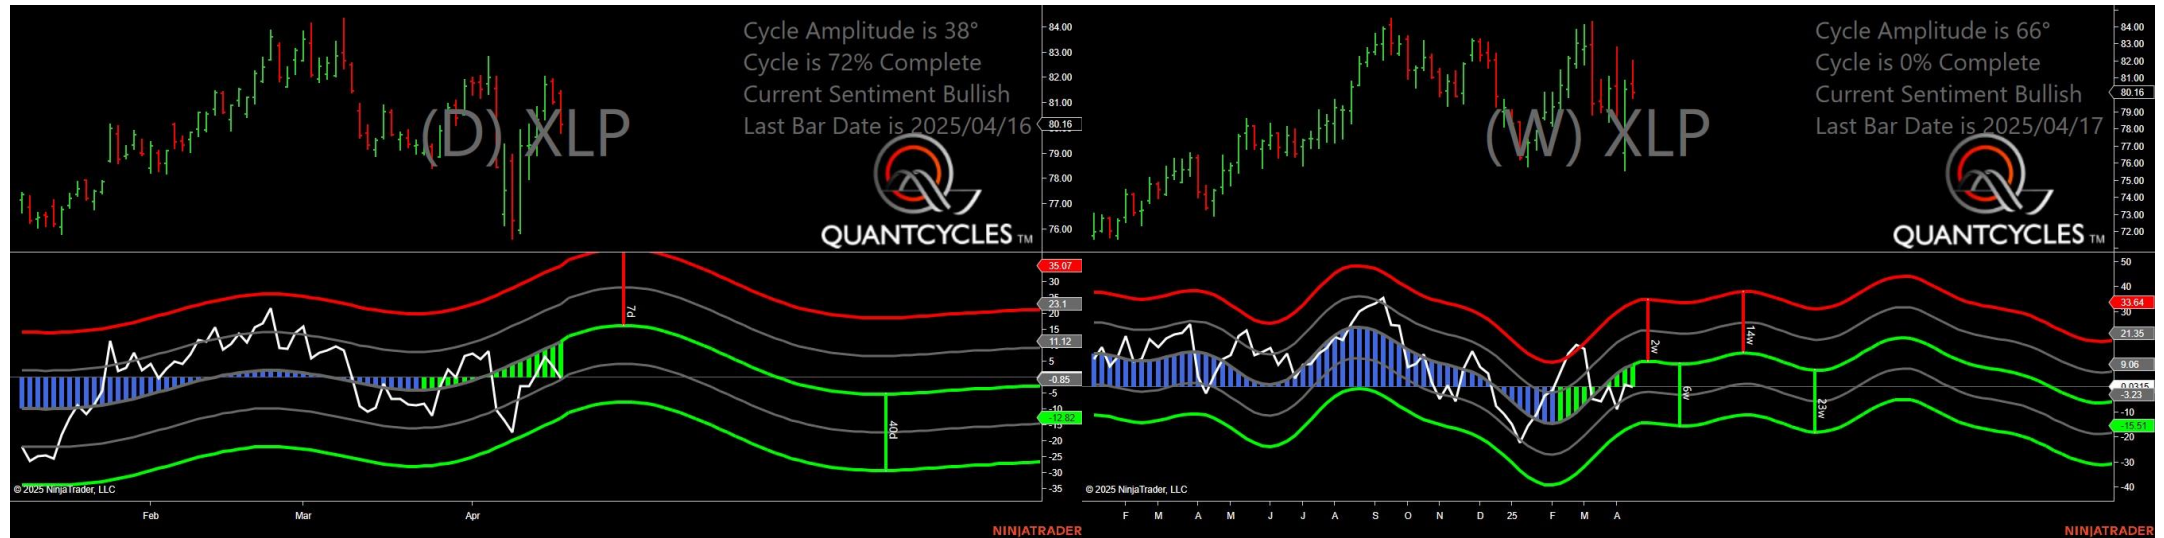 Cycle Amplitude is 38°
Cycle is 72% Complete
Current Sentiment Bullish
Last Bar Date is 2025/04/16
(D) XLP
QUANTCYCLES TM
84.00
83.00
82.00
81.00
80.16
79.00
78.00
77.00
76.00
35.07
30
25
23.1
20
15
11.12
5
-0.85
-5
-10
-12.82
-15
-20
-25
-30
-35
7d
40d
© 2025 NinjaTrader, LLC
Feb Mar Apr
NINJATRADER
Cycle Amplitude is 66°
Cycle is 0% Complete
Current Sentiment Bullish
Last Bar Date is 2025/04/17
(W) XLP
QUANTCYCLES TM
84.00
83.00
82.00
81.00
80.16
79.00
78.00
77.00
76.00
75.00
74.00
73.00
72.00
50
40
33.64
30
21.35
9.06
0.0315
-3.23
-10
-15.51
-20
-30
-40
2w
6w
14w
23w
© 2025 NinjaTrader, LLC
F M A M J J A S O N D 25 F M A
NINJATRADER